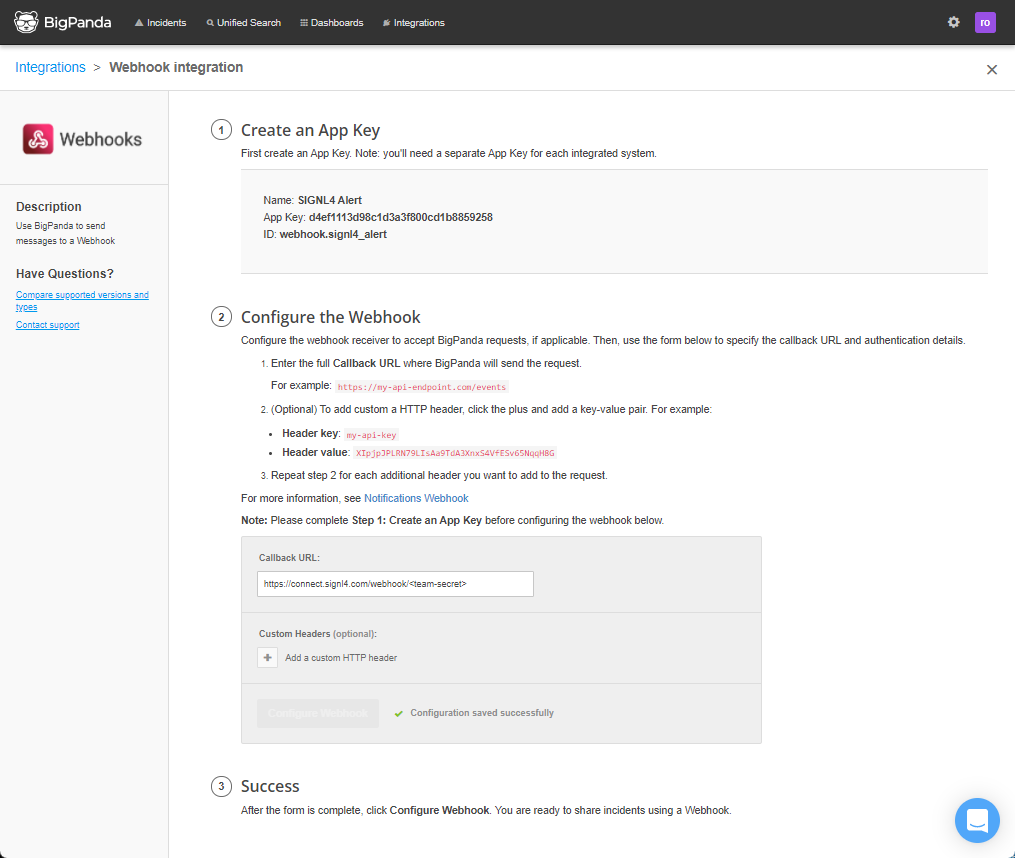 BigPanda Incidents Unified Search Dashboards Integrations ro
Integrations > Webhook integration
Webhooks
Description
Use BigPanda to send
messages to a Webhook
Have Questions?
Compare supported versions and
types
Contact support
1 Create an App Key
First create an App Key. Note: you'll need a separate App Key for each integrated system.
Name: SIGNL4 Alert
App Key: d4ef1113d98c1d3a3f800cd1b8859258
ID: webhook.signl4_alert
2 Configure the Webhook
Configure the webhook receiver to accept BigPanda requests, if applicable. Then, use the form below to specify the callback URL and authentication details.
1. Enter the full Callback URL where BigPanda will send the request.
For example: https://my-api-endpoint.com/events
2. (Optional) To add custom a HTTP header, click the plus and add a key-value pair. For example:
• Header key: my-api-key
• Header value: XIpjpJPLRN79LIsAa9TdA3XnxS4VfESv65NqqH8G
3. Repeat step 2 for each additional header you want to add to the request.
For more information, see Notifications Webhook
Note: Please complete Step 1: Create an App Key before configuring the webhook below.
Callback URL:
https://connect.signl4.com/webhook/<team-secret>
Custom Headers (optional):
+ Add a custom HTTP header
Configure Webhook Configuration saved successfully
3 Success
After the form is complete, click Configure Webhook. You are ready to share incidents using a Webhook.